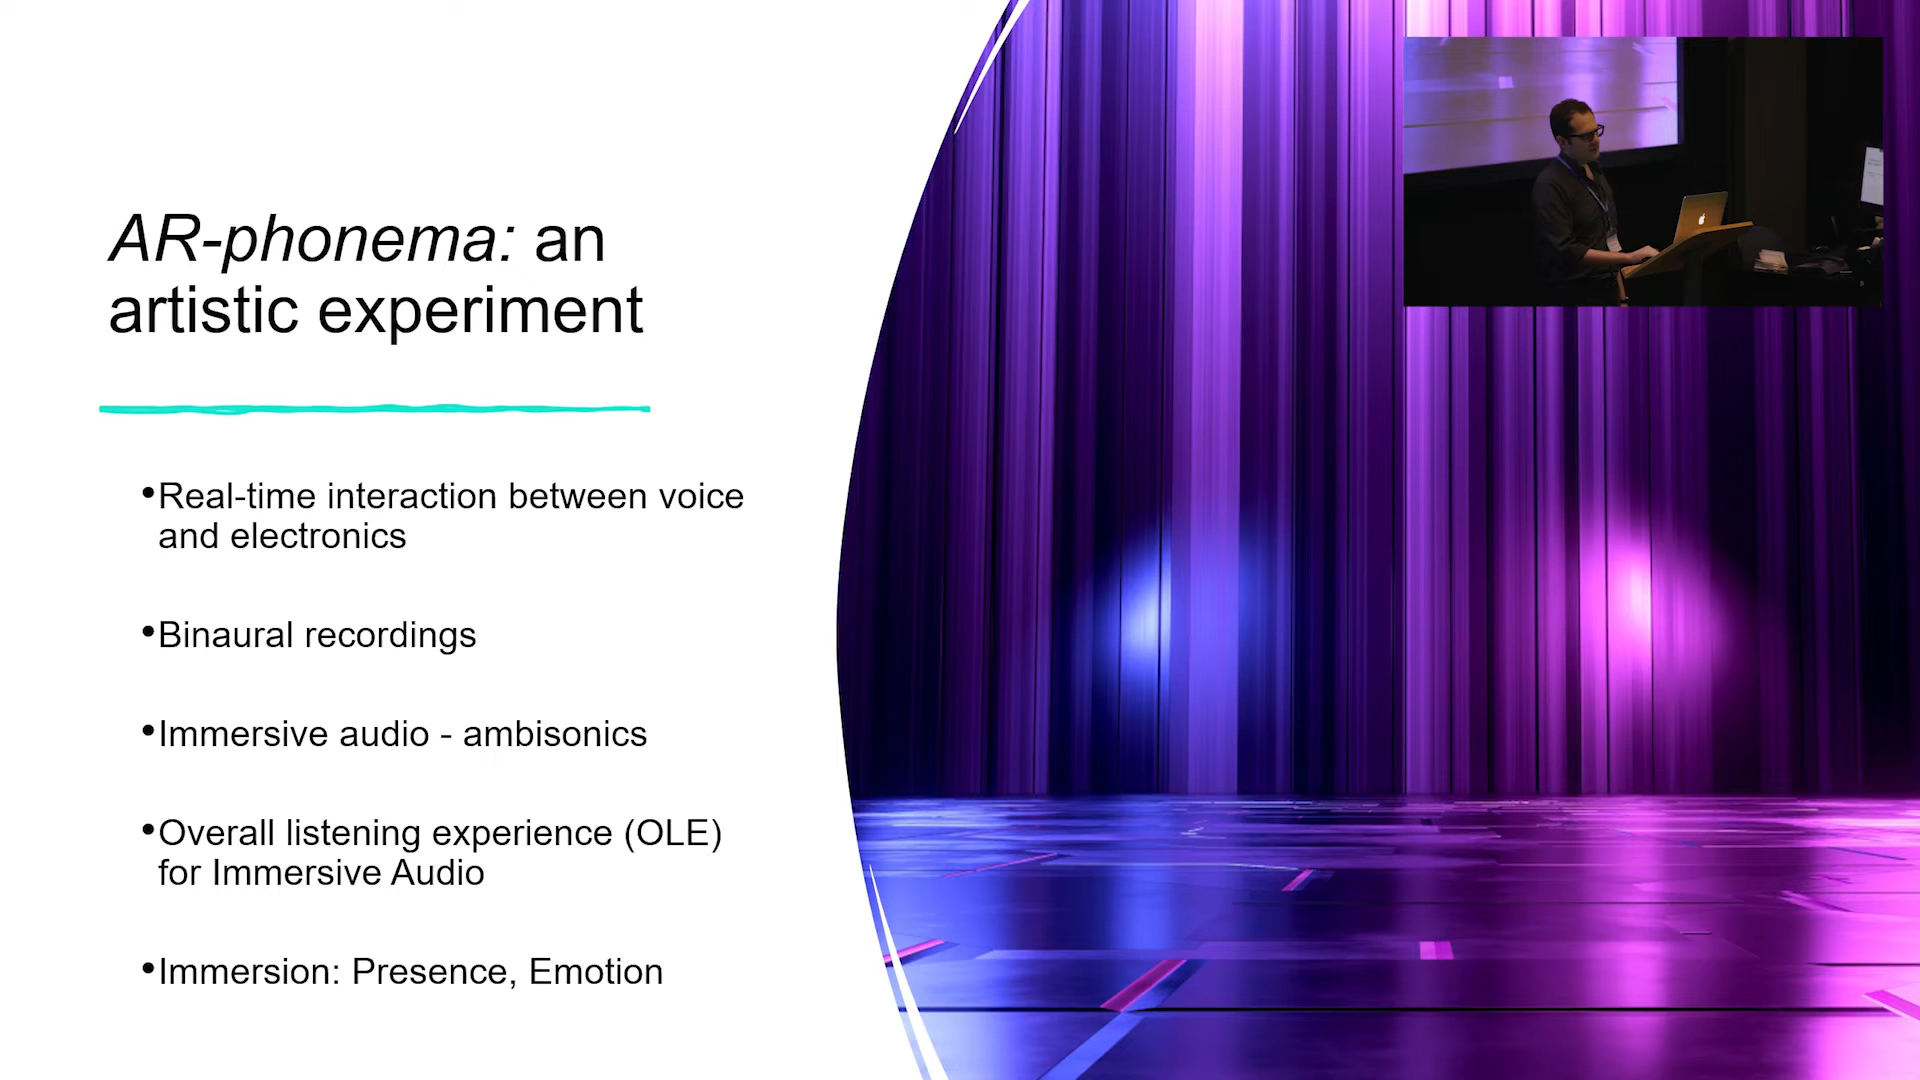 AR-phonema: an
artistic experiment
•Real-time interaction between voice
and electronics
•Binaural recordings
•Immersive audio - ambisonics
•Overall listening experience (OLE)
for Immersive Audio
•Immersion: Presence, Emotion